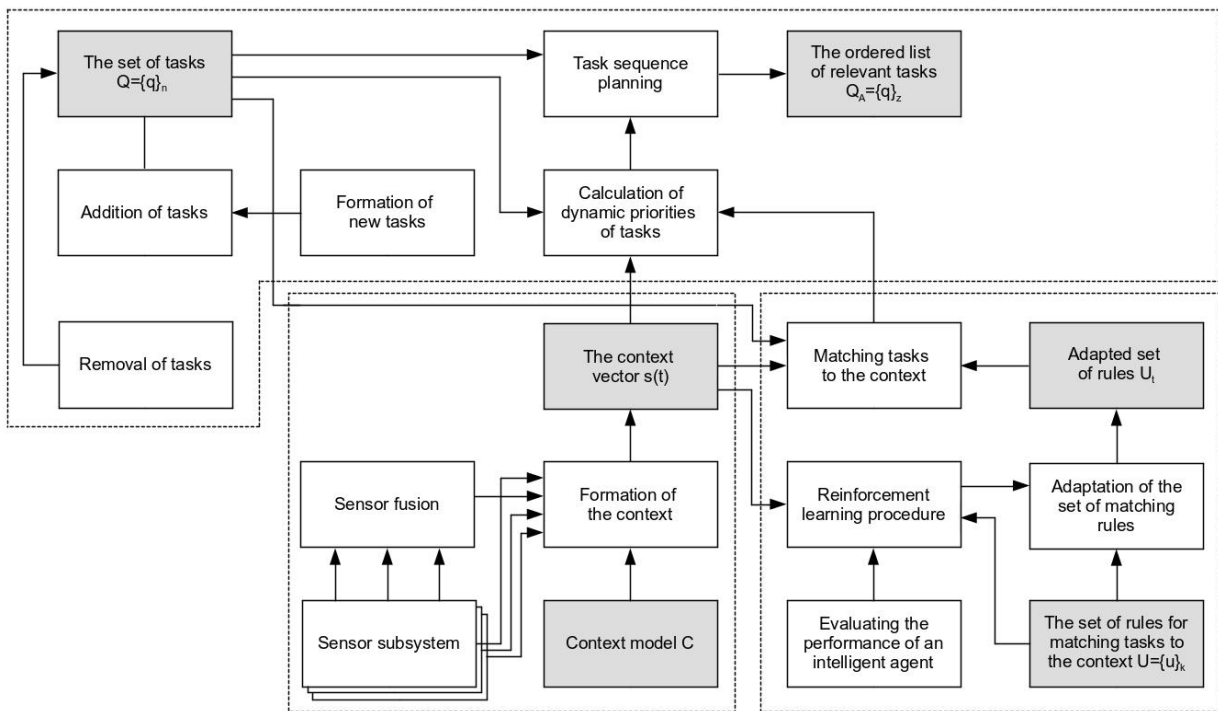 The set of tasks
Q={q}ₙ
Task sequence
planning
The ordered list
of relevant tasks
Q_A={q}_z
Addition of tasks
Formation of
new tasks
Calculation of
dynamic priorities
of tasks
Removal of tasks
The context
vector s(t)
Matching tasks
to the context
Adapted set
of rules Uₜ
Sensor fusion
Formation of
the context
Reinforcement
learning procedure
Adaptation of the
set of matching
rules
Sensor subsystem
Context model C
Evaluating the
performance of an
intelligent agent
The set of rules for
matching tasks to
the context U={u}ₖ